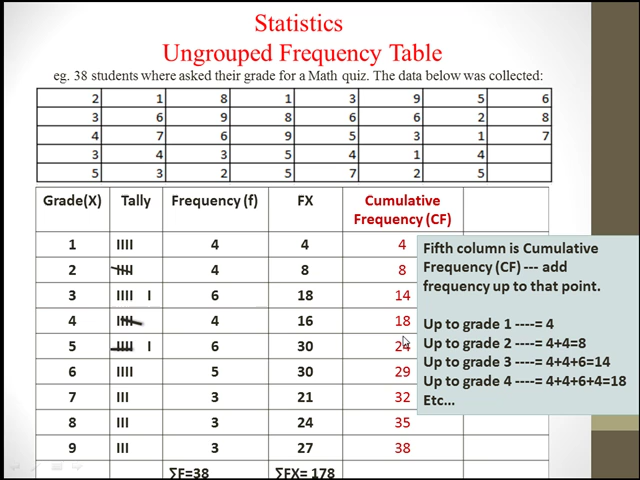 Statistics
Ungrouped Frequency Table
eg. 38 students where asked their grade for a Math quiz. The data below was collected:
2 1 8 1 3 9 5 6
3 6 9 8 6 6 2 8
4 7 6 9 5 3 1 7
3 4 3 5 4 1 4
5 3 2 5 7 2 5
Grade(X) Tally Frequency (f) FX Cumulative Frequency (CF)
1 IIII 4 4 4
2 IIII 4 8 8
3 IIII I 6 18 14
4 IIII 4 16 18
5 IIII I 6 30 24
6 IIII 5 30 29
7 III 3 21 32
8 III 3 24 35
9 III 3 27 38
∑F=38 ∑FX= 178
Fifth column is Cumulative
Frequency (CF) --- add
frequency up to that point.
Up to grade 1 ----= 4
Up to grade 2 ----= 4+4=8
Up to grade 3 ----= 4+4+6=14
Up to grade 4 ----= 4+4+6+4=18
Etc...